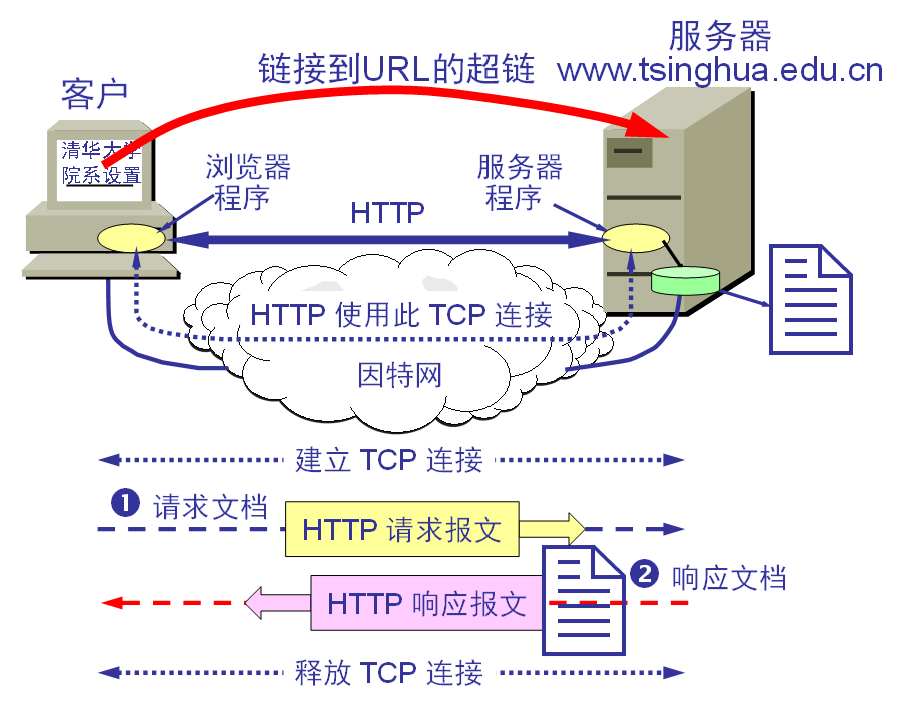 服务器
链接到URL的超链
www.tsinghua.edu.cn
客户
清华大学
院系设置
浏览器
程序
服务器
程序
HTTP
HTTP 使用此 TCP 连接
因特网
建立 TCP 连接
❶ 请求文档
HTTP 请求报文
❷ 响应文档
HTTP 响应报文
释放 TCP 连接